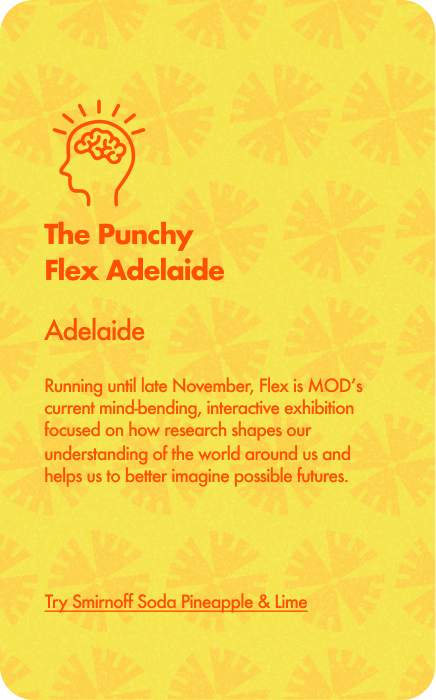 The Punchy
Flex Adelaide
Adelaide
Running until late November, Flex is MOD’s
current mind-bending, interactive exhibition
focused on how research shapes our
understanding of the world around us and
helps us to better imagine possible futures.
Try Smirnoff Soda Pineapple & Lime